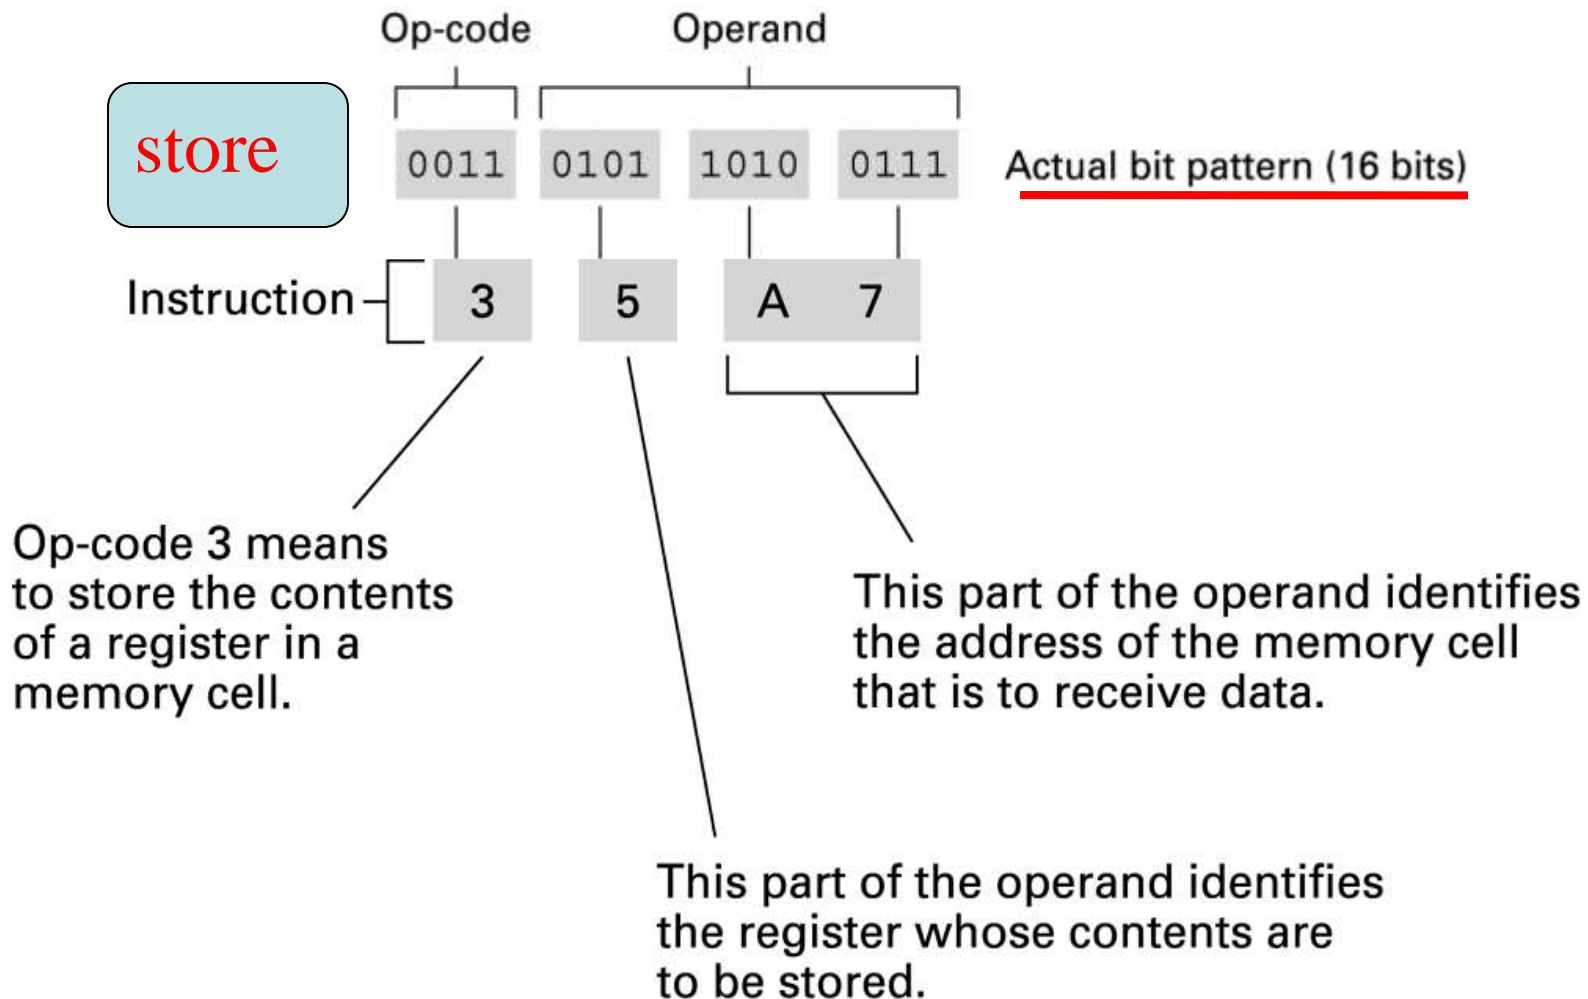 Op-code Operand
store
0011 0101 1010 0111
Actual bit pattern (16 bits)
Instruction
3 5 A 7
Op-code 3 means
to store the contents
of a register in a
memory cell.
This part of the operand identifies
the address of the memory cell
that is to receive data.
This part of the operand identifies
the register whose contents are
to be stored.